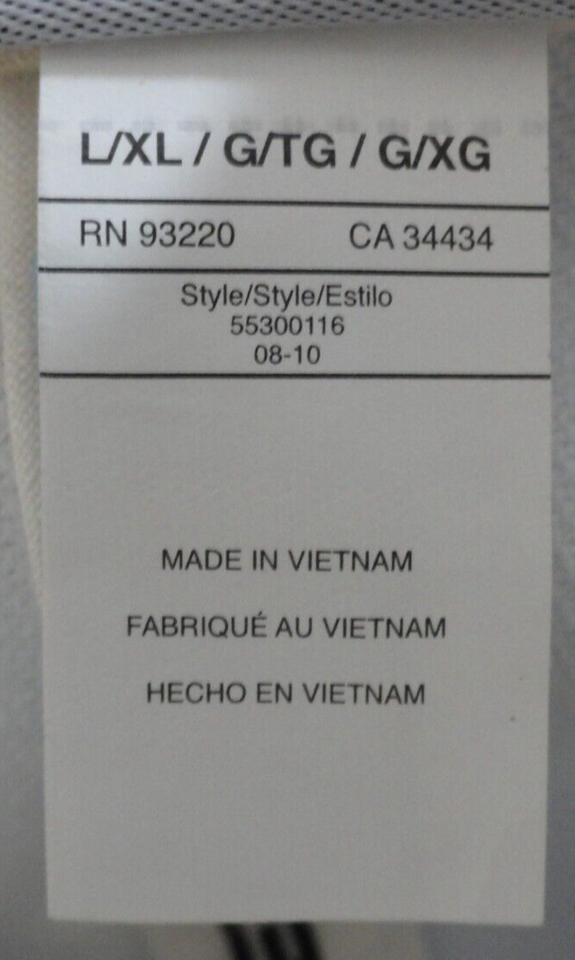 L/XL / G/TG / G/XG
RN 93220 CA 34434
Style/Style/Estilo
55300116
08-10
MADE IN VIETNAM
FABRIQUÉ AU VIETNAM
HECHO EN VIETNAM